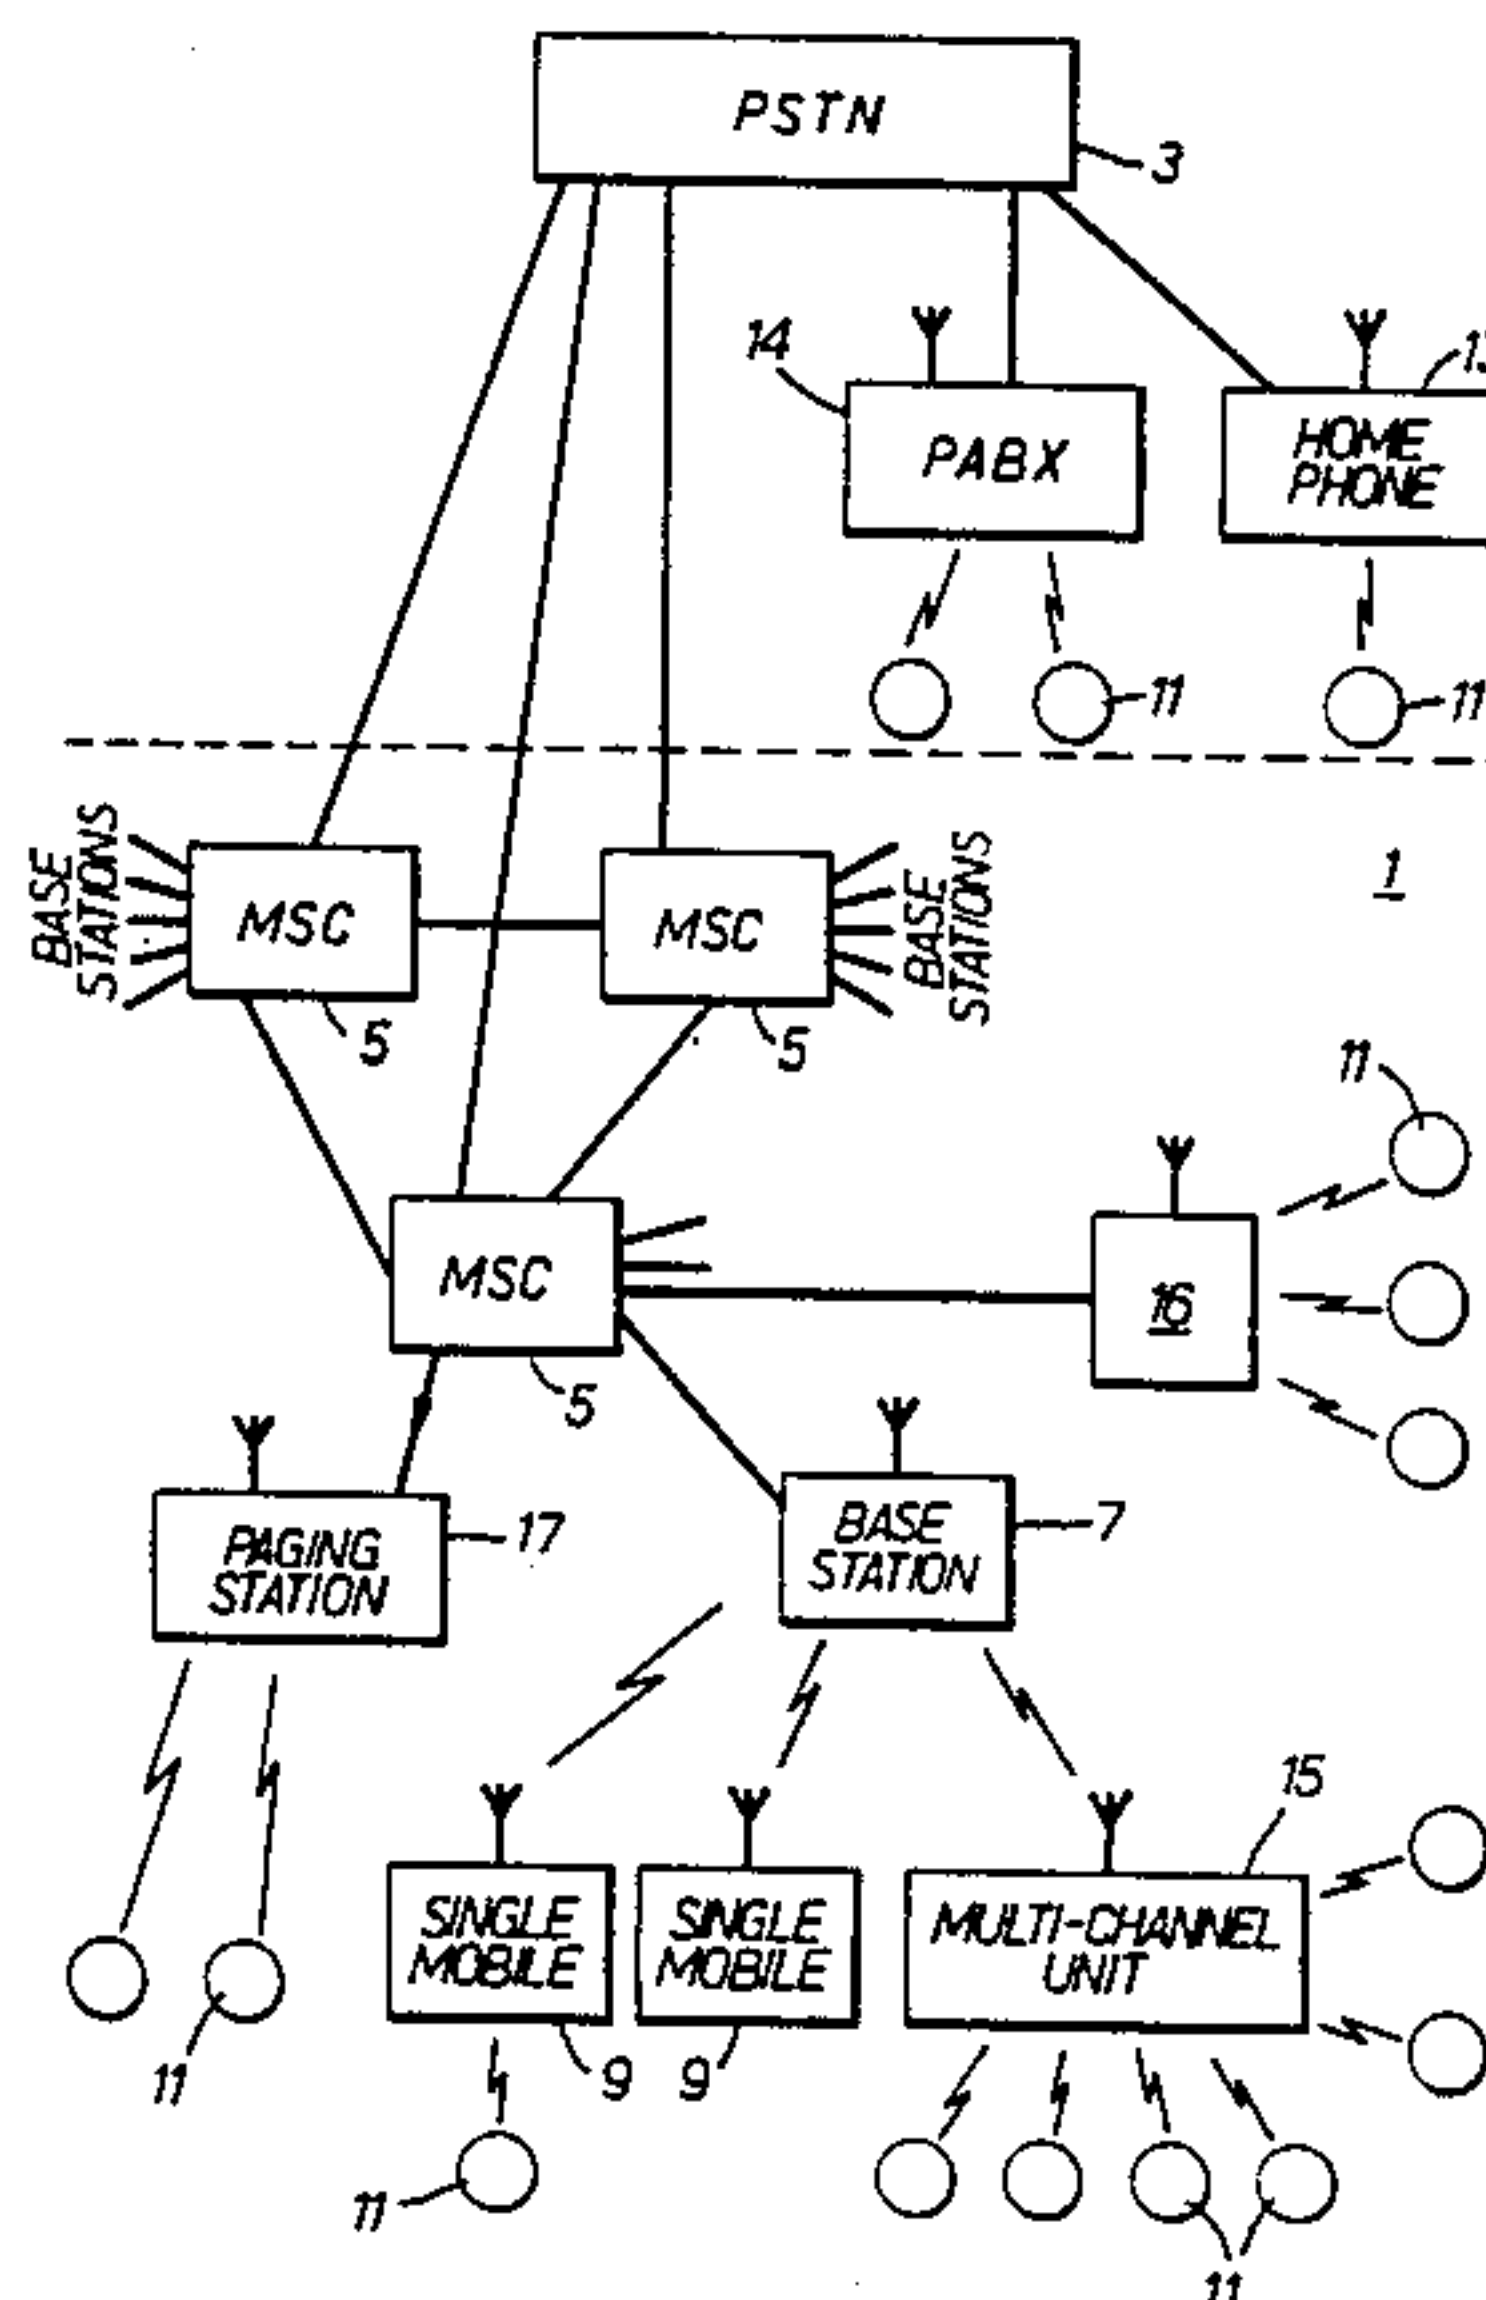 PSTN
3
14
PABX
HOME
PHONE
11
11
BASE
STATIONS
MSC
MSC
BASE
STATIONS
1
5
5
11
MSC
16
5
PAGING
STATION
17
BASE
STATION
7
15
SINGLE
MOBILE
SINGLE
MOBILE
MULTI-CHANNEL
UNIT
11
9
9
11
11